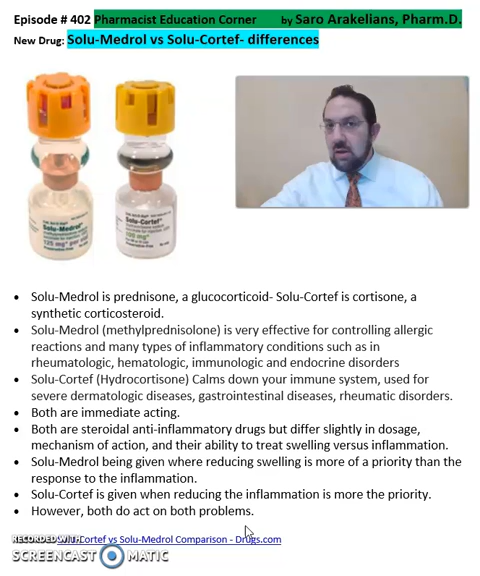 Episode # 402 Pharmacist Education Corner by Saro Arakelians, Pharm.D.
New Drug: Solu-Medrol vs Solu-Cortef- differences
Solu-Medrol
125 mg* per vial
Solu-Cortef
100 mg*
• Solu-Medrol is prednisone, a glucocorticoid- Solu-Cortef is cortisone, a
synthetic corticosteroid.
• Solu-Medrol (methylprednisolone) is very effective for controlling allergic
reactions and many types of inflammatory conditions such as in
rheumatologic, hematologic, immunologic and endocrine disorders
• Solu-Cortef (Hydrocortisone) Calms down your immune system, used for
severe dermatologic diseases, gastrointestinal diseases, rheumatic disorders.
• Both are immediate acting.
• Both are steroidal anti-inflammatory drugs but differ slightly in dosage,
mechanism of action, and their ability to treat swelling versus inflammation.
• Solu-Medrol being given where reducing swelling is more of a priority than the
response to the inflammation.
• Solu-Cortef is given when reducing the inflammation is more the priority.
• However, both do act on both problems.
RECORDED WITH Cortef vs Solu-Medrol Comparison - Drugs.com
SCREENCAST MATIC